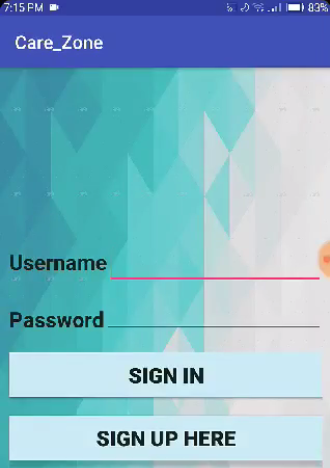 7:15 PM 83%
Care_Zone
Username
Password
SIGN IN
SIGN UP HERE